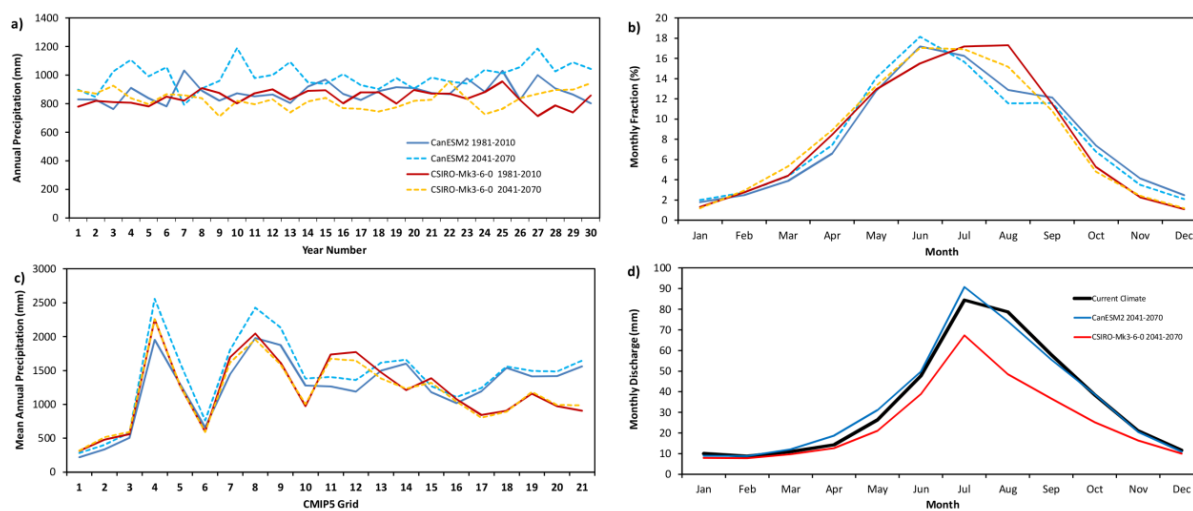 a)
Annual Precipitation (mm)
1400
1200
1000
800
600
400
200
0
CanESM2 1981-2010
CanESM2 2041-2070
CSIRO-Mk3-6-0 1981-2010
CSIRO-Mk3-6-0 2041-2070
1 2 3 4 5 6 7 8 9 10 11 12 13 14 15 16 17 18 19 20 21 22 23 24 25 26 27 28 29 30
Year Number
b)
Monthly Fraction (%)
20
18
16
14
12
10
8
6
4
2
0
Jan Feb Mar Apr May Jun Jul Aug Sep Oct Nov Dec
Month
c)
Mean Annual Precipitation (mm)
3000
2500
2000
1500
1000
500
0
1 2 3 4 5 6 7 8 9 10 11 12 13 14 15 16 17 18 19 20 21
CMIP5 Grid
d)
Monthly Discharge (mm)
100
90
80
70
60
50
40
30
20
10
0
Current Climate
CanESM2 2041-2070
CSIRO-Mk3-6-0 2041-2070
Jan Feb Mar Apr May Jun Jul Aug Sep Oct Nov Dec
Month